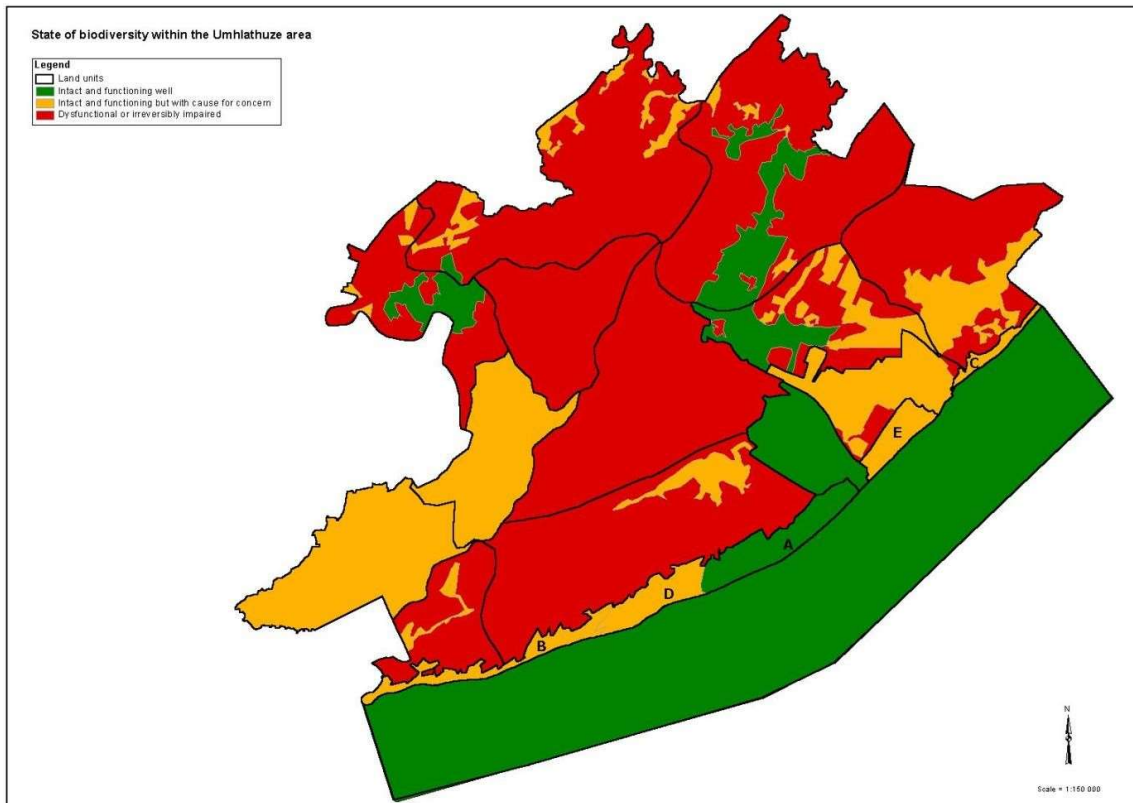 State of biodiversity within the Umhlathuze area
Legend
Land units
Intact and functioning well
Intact and functioning but with cause for concern
Dysfunctional or irreversibly impaired
C
E
A
D
B
N
Scale = 1:150 000